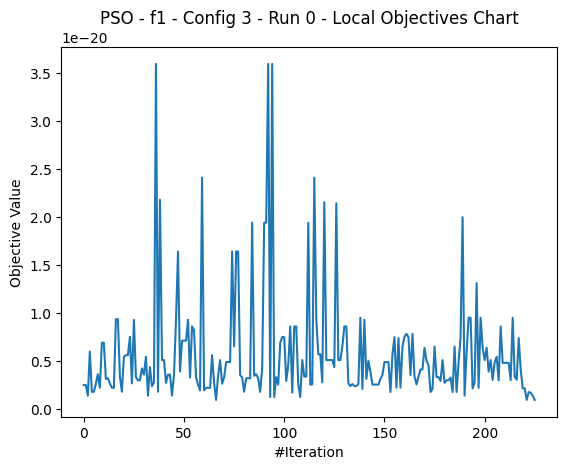 PSO - f1 - Config 3 - Run 0 - Local Objectives Chart
1e−20
3.5
3.0
2.5
2.0
1.5
1.0
0.5
0.0
Objective Value
0 50 100 150 200
#Iteration